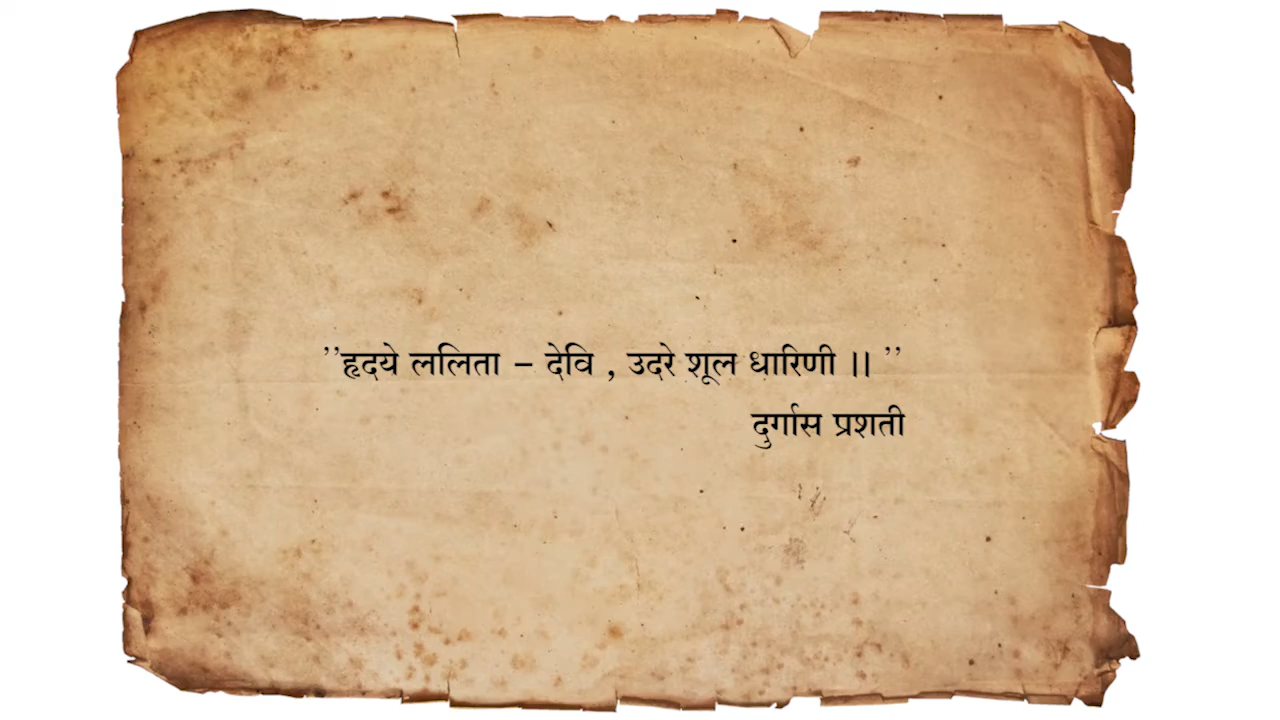 ’’हृदये ललिता – देवि , उदरे शूल धारिणी ।। ’’
दुर्गास प्रशती